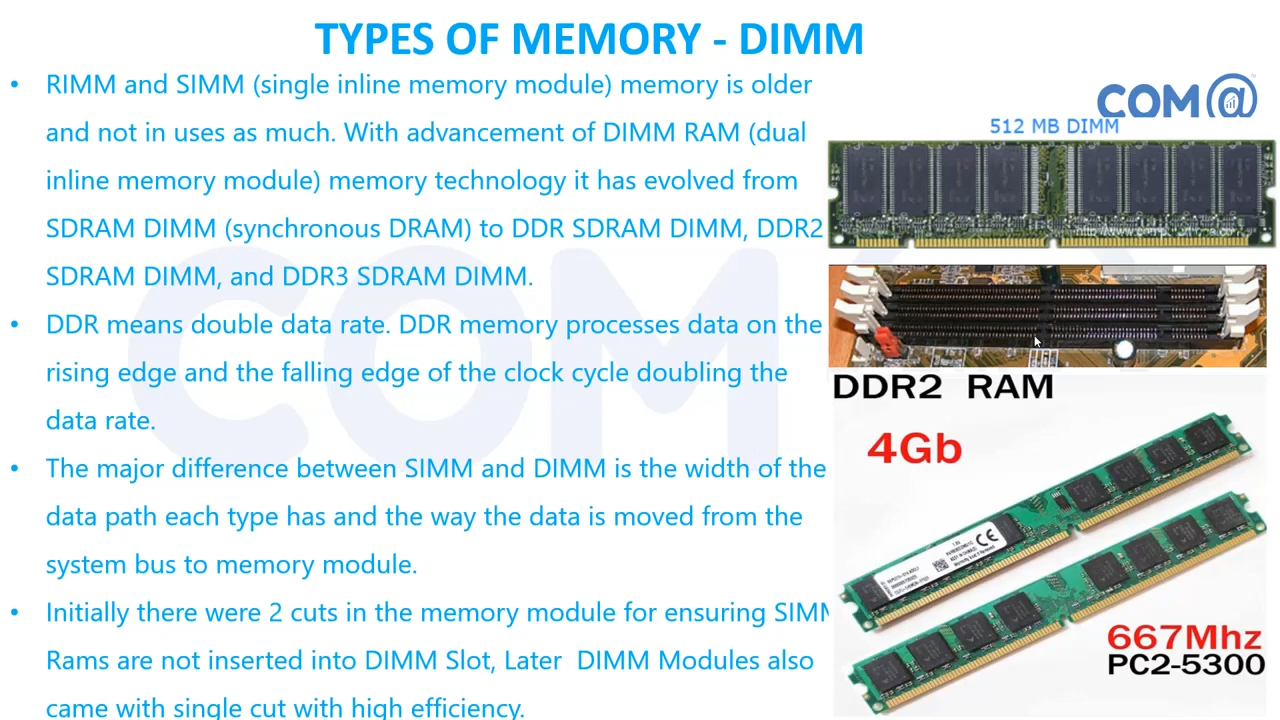 TYPES OF MEMORY - DIMM
• RIMM and SIMM (single inline memory module) memory is older
and not in uses as much. With advancement of DIMM RAM (dual
inline memory module) memory technology it has evolved from
SDRAM DIMM (synchronous DRAM) to DDR SDRAM DIMM, DDR2
SDRAM DIMM, and DDR3 SDRAM DIMM.
• DDR means double data rate. DDR memory processes data on the
rising edge and the falling edge of the clock cycle doubling the
data rate.
• The major difference between SIMM and DIMM is the width of the
data path each type has and the way the data is moved from the
system bus to memory module.
• Initially there were 2 cuts in the memory module for ensuring SIMM
Rams are not inserted into DIMM Slot, Later DIMM Modules also
came with single cut with high efficiency.
COM@
512 MB DIMM
DDR2 RAM
4Gb
667Mhz
PC2-5300
COM